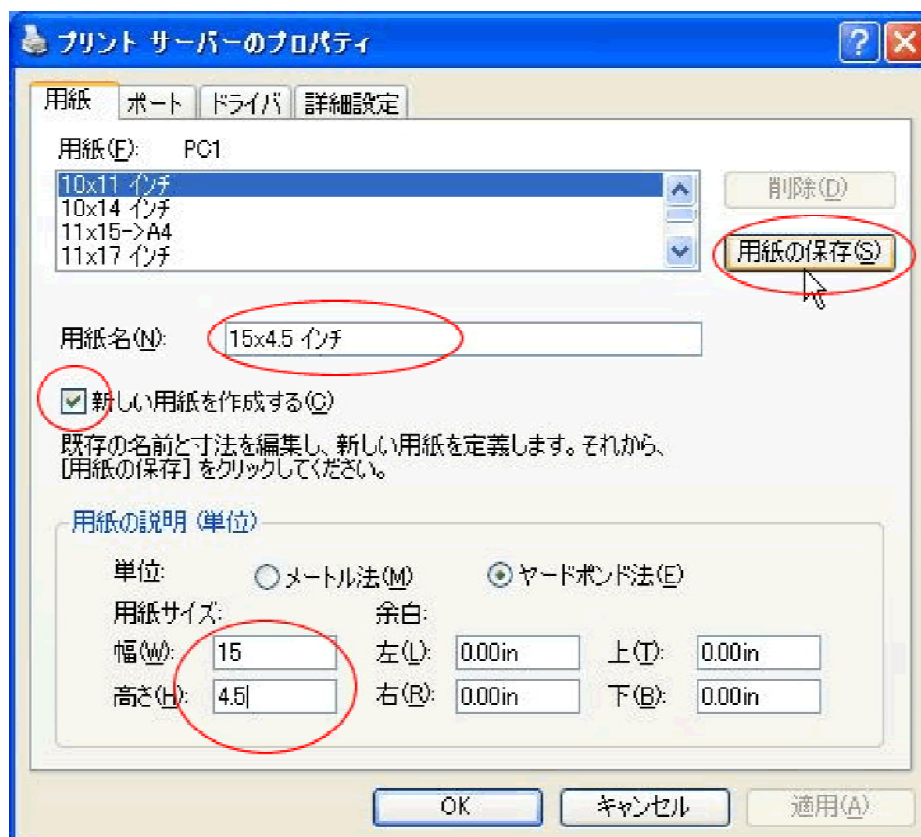 プリント サーバーのプロパティ
用紙 ポート ドライバ 詳細設定
用紙(F): PC1
10x11 インチ
10x14 インチ
11x15->A4
11x17 インチ
削除(D)
用紙の保存(S)
用紙名(N): 15x4.5 インチ
新しい用紙を作成する(C)
既存の名前と寸法を編集し、新しい用紙を定義します。それから、
[用紙の保存] をクリックしてください。
用紙の説明 (単位)
単位: メートル法(M) ヤードポンド法(E)
用紙サイズ: 余白:
幅(W): 15 左(L): 0.00in 上(T): 0.00in
高さ(H): 4.5 右(R): 0.00in 下(B): 0.00in
OK キャンセル 適用(A)